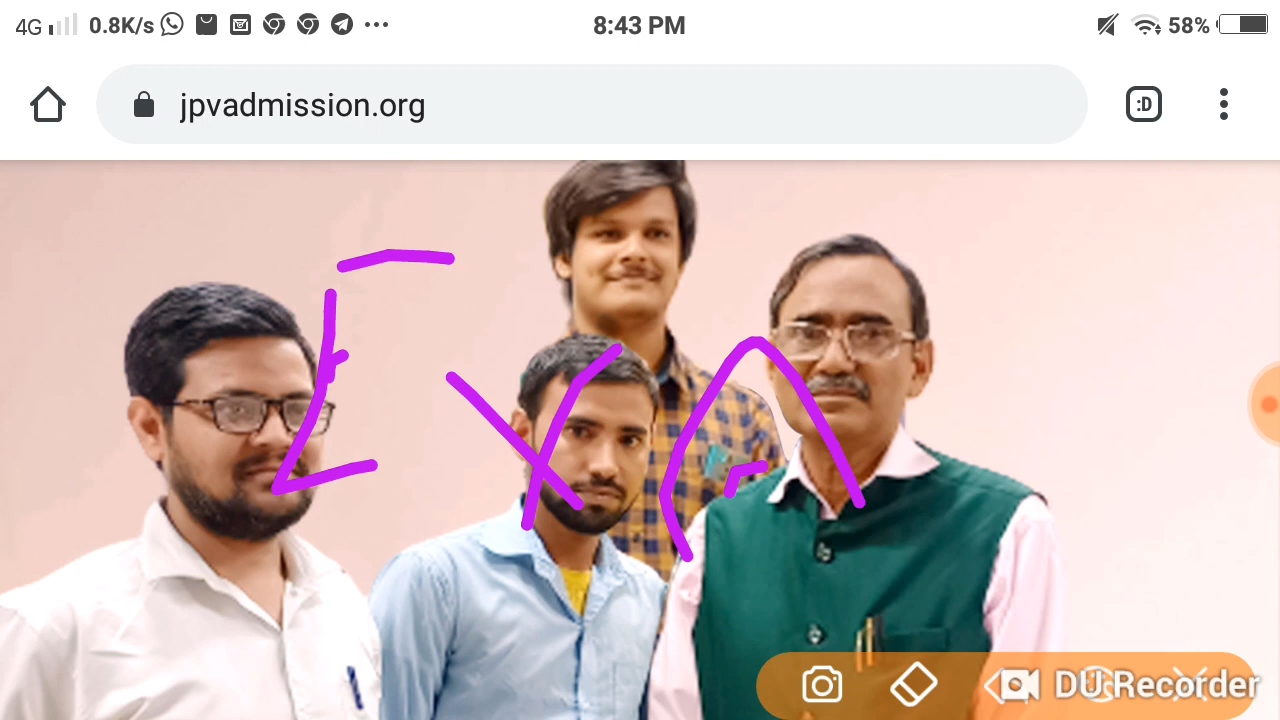 4G 0.8K/s 8:43 PM 58%
jpvadmission.org :D
EXA
DU Recorder